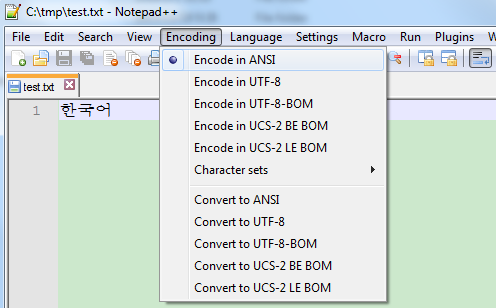 C:\tmp\test.txt - Notepad++
File Edit Search View Encoding Language Settings Macro Run Plugins
test.txt
1 한국어
Encode in ANSI
Encode in UTF-8
Encode in UTF-8-BOM
Encode in UCS-2 BE BOM
Encode in UCS-2 LE BOM
Character sets
Convert to ANSI
Convert to UTF-8
Convert to UTF-8-BOM
Convert to UCS-2 BE BOM
Convert to UCS-2 LE BOM